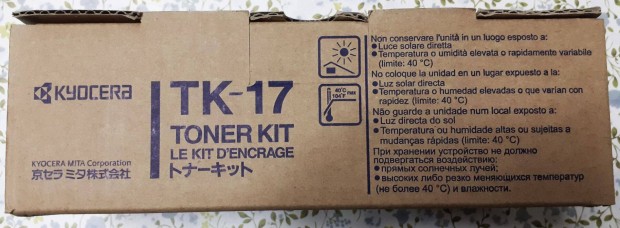 KYOCERA
KYOCERA MITA Corporation
京セラ ミタ株式会社
TK-17
TONER KIT
LE KIT D'ENCRAGE
トナーキット
40°C max
104°F
Non conservare l'unità in un luogo esposto a:
● Luce solare diretta
● Temperatura o umidità elevata o rapidamente variabile
(limite: 40 °C)
No coloque la unidad en un lugar expuesto a la:
● Luz solar directa
● Temperatura o humedad elevadas o que varían con
rapidez (límite: 40 °C)
Não guarde a unidade num local exposto a:
● Luz directa do sol
● Temperatura ou humidade altas ou sujeitas a
mudanças rápidas (limite: 40 °C)
При хранении устройство не должно
подвергаться воздействию:
● прямых солнечных лучей;
● высоких либо резко меняющихся температур
(не более 40 °C) и влажности.